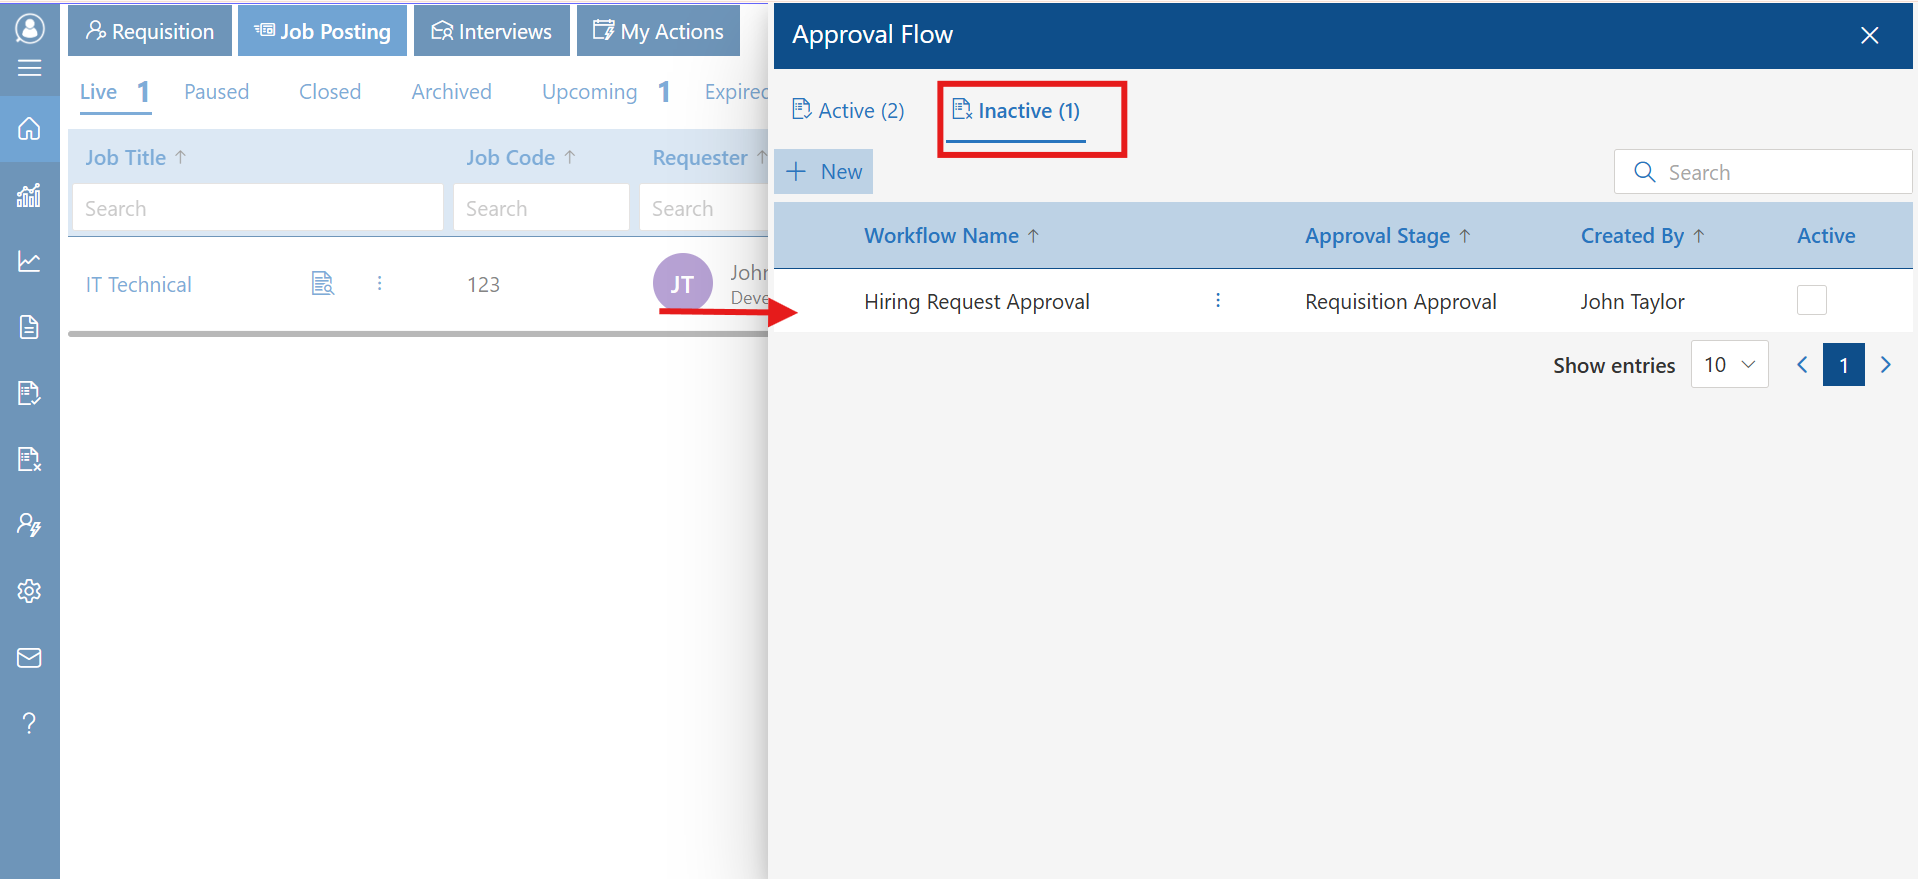 Requisition Job Posting Interviews My Actions
Live 1 Paused Closed Archived Upcoming 1 Expired
Job Title Job Code Requester
Search Search Search
IT Technical 123 JT
Approval Flow
Active (2) Inactive (1)
New Search
Workflow Name Approval Stage Created By Active
Hiring Request Approval Requisition Approval John Taylor
Show entries 10 1